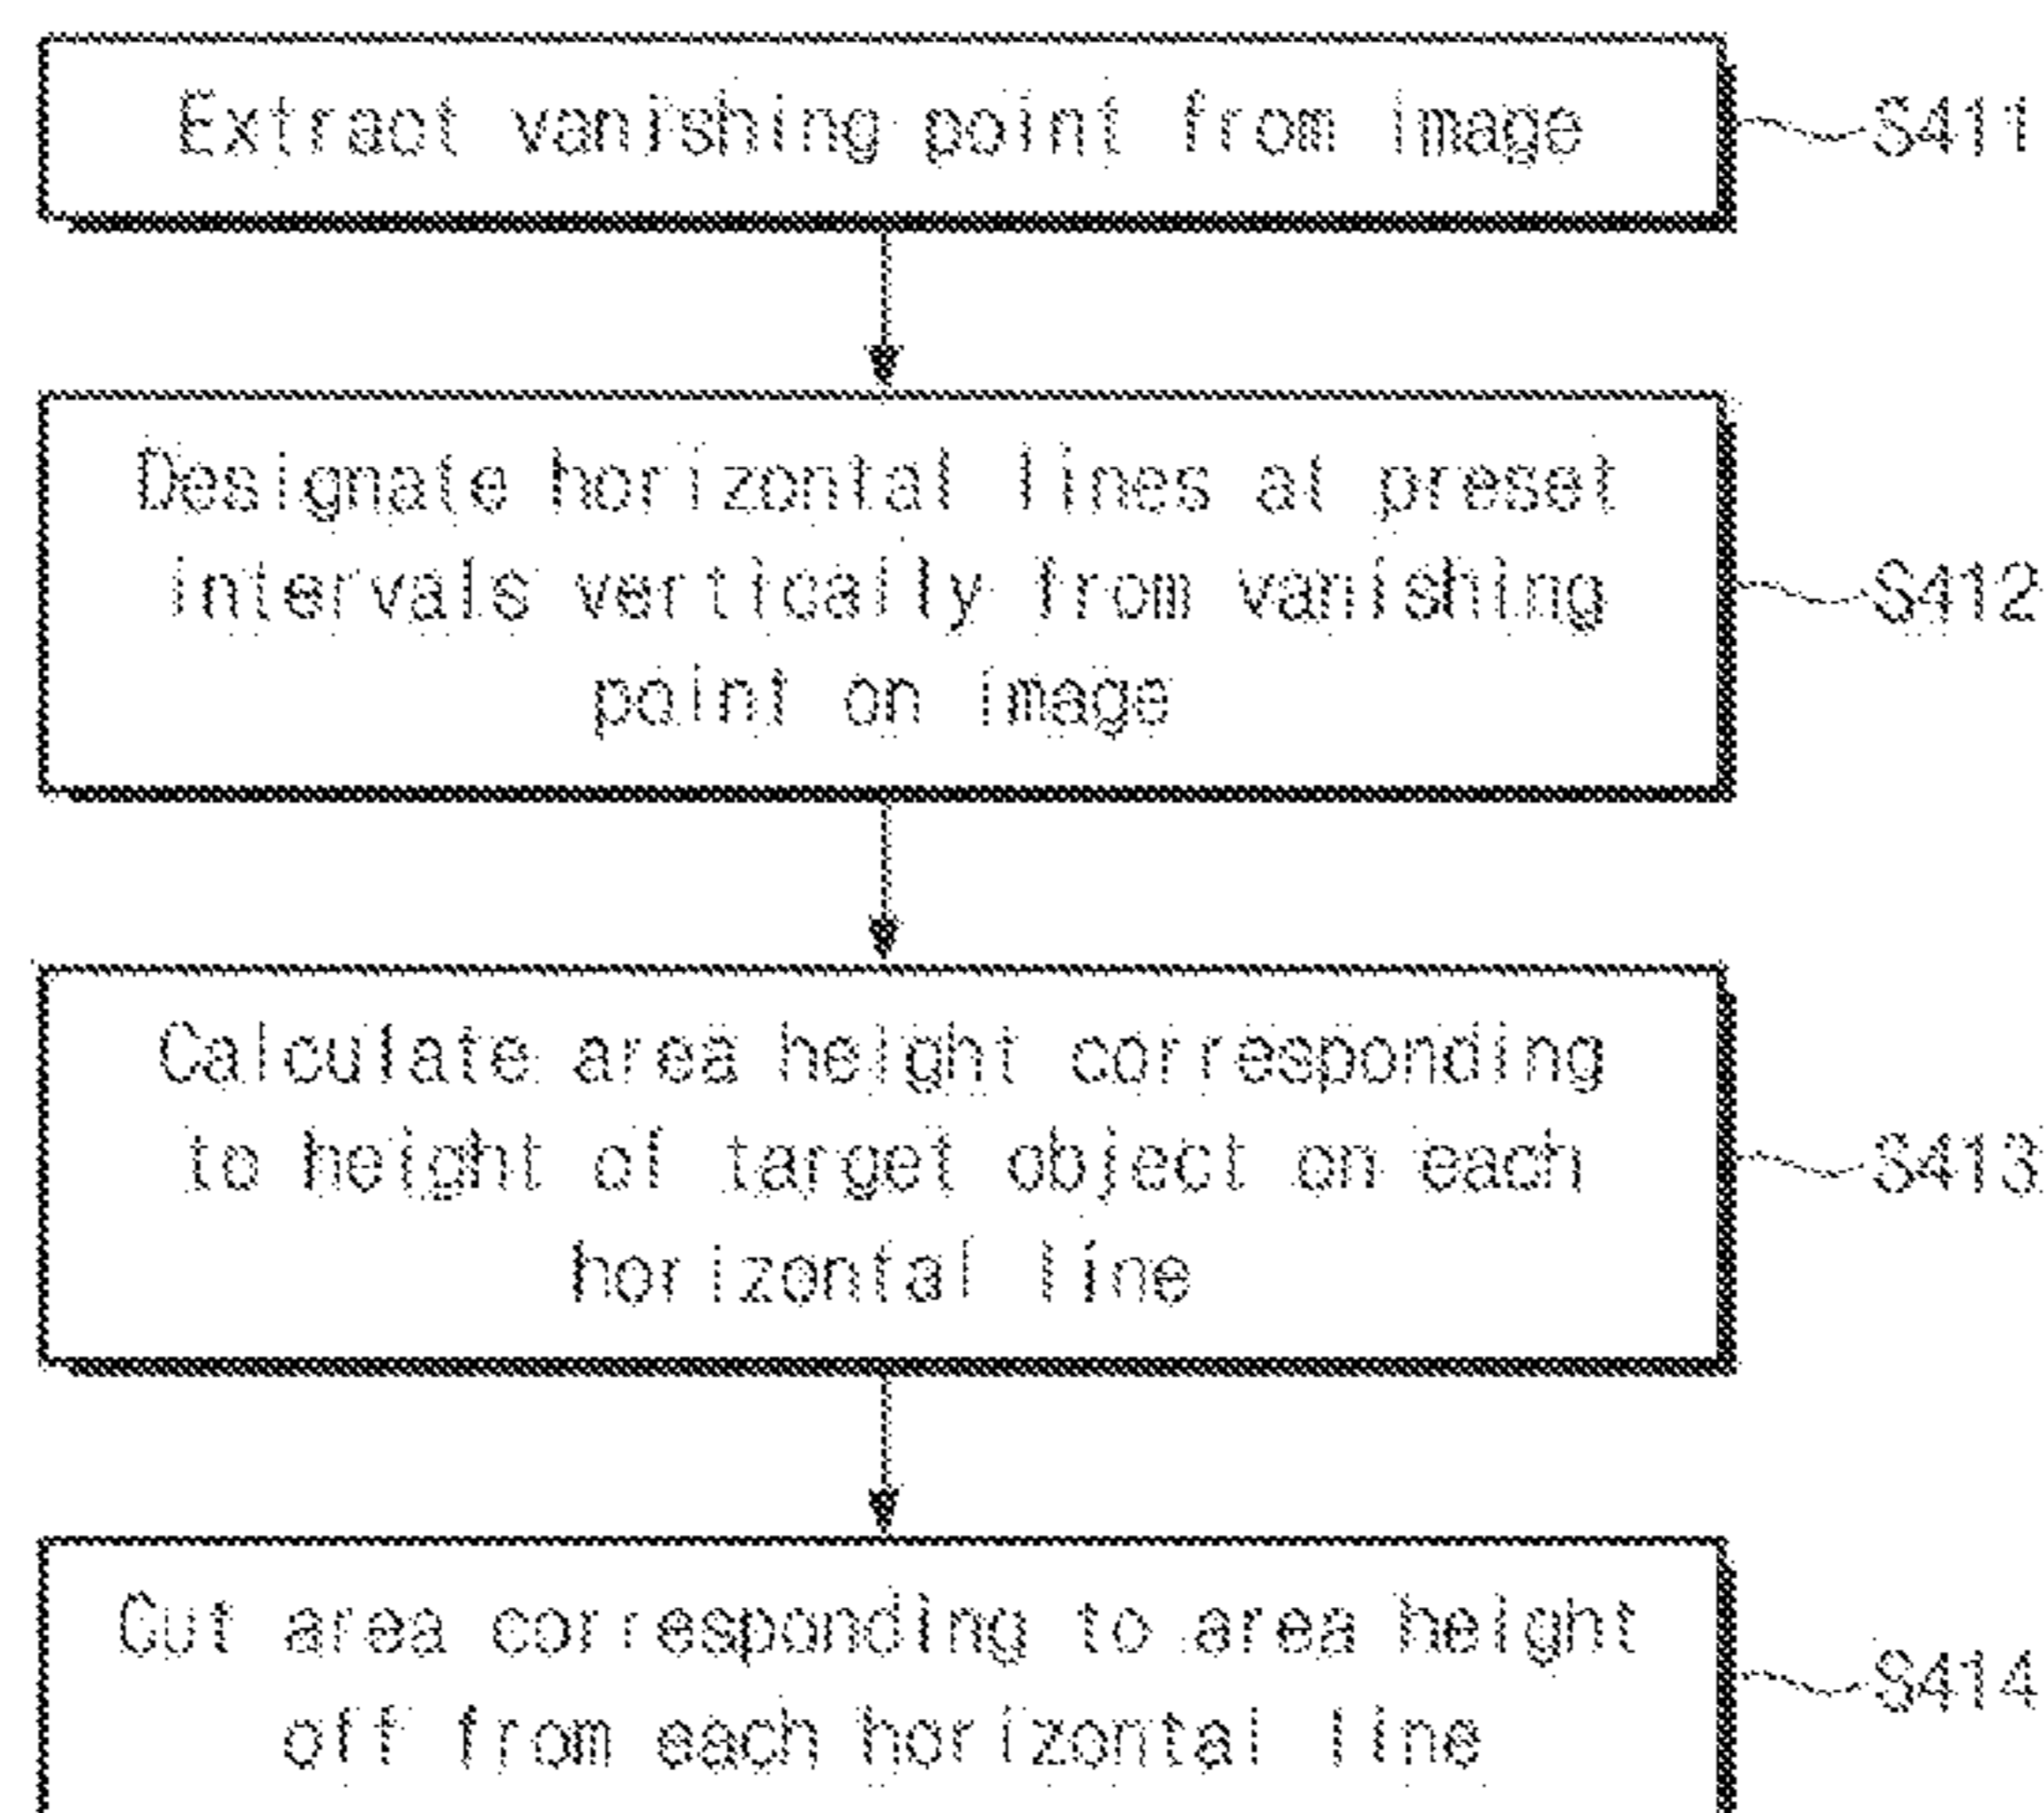 Extract vanishing point from image
S411
Designate horizontal lines at preset
intervals vertically from vanishing
point on image
S412
Calculate area height corresponding
to height of target object on each
horizontal line
S413
Cut area corresponding to area height
off from each horizontal line
S414